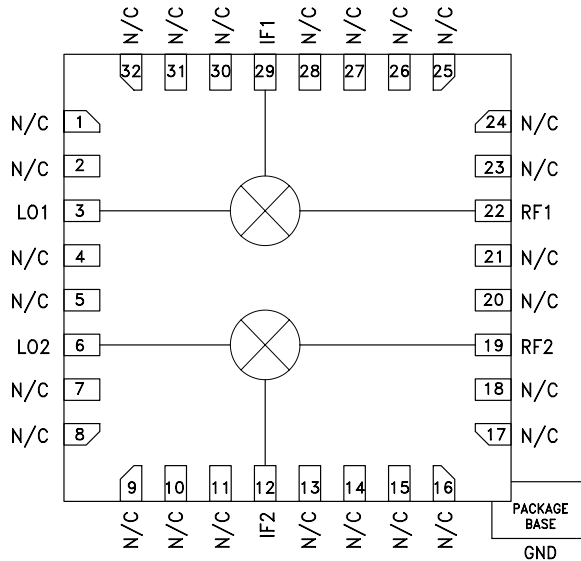 N/C N/C N/C IF1 N/C N/C N/C N/C
32 31 30 29 28 27 26 25
N/C 1 24 N/C
N/C 2 23 N/C
LO1 3 22 RF1
N/C 4 21 N/C
N/C 5 20 N/C
LO2 6 19 RF2
N/C 7 18 N/C
N/C 8 17 N/C
9 10 11 12 13 14 15 16
N/C N/C N/C IF2 N/C N/C N/C N/C
PACKAGE
BASE
GND